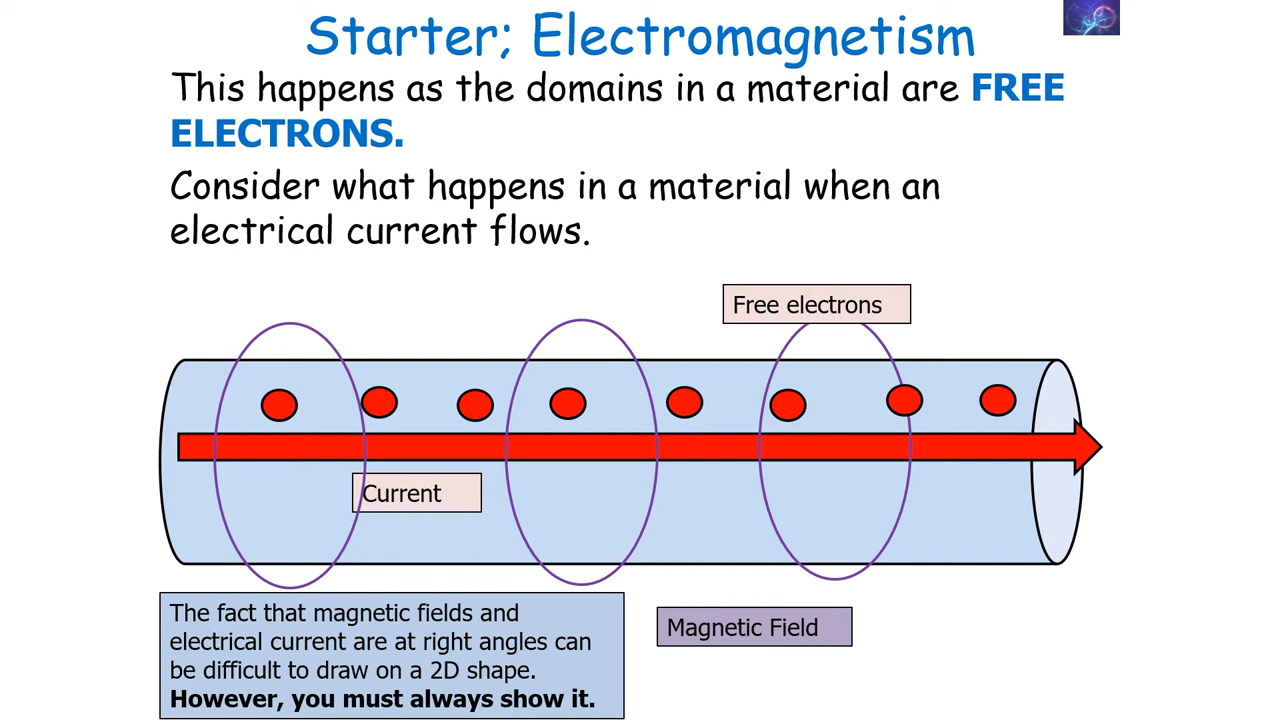 Starter; Electromagnetism
This happens as the domains in a material are FREE
ELECTRONS.
Consider what happens in a material when an
electrical current flows.
Free electrons
Current
The fact that magnetic fields and
electrical current are at right angles can
be difficult to draw on a 2D shape.
However, you must always show it.
Magnetic Field